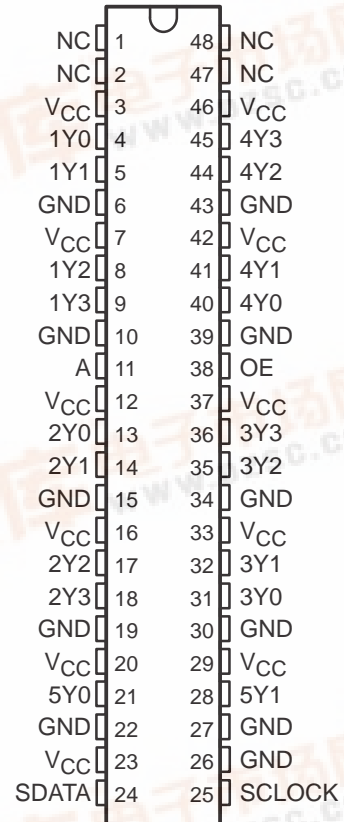 NC 1 48 NC
NC 2 47 NC
VCC 3 46 VCC
1Y0 4 45 4Y3
1Y1 5 44 4Y2
GND 6 43 GND
VCC 7 42 VCC
1Y2 8 41 4Y1
1Y3 9 40 4Y0
GND 10 39 GND
A 11 38 OE
VCC 12 37 VCC
2Y0 13 36 3Y3
2Y1 14 35 3Y2
GND 15 34 GND
VCC 16 33 VCC
2Y2 17 32 3Y1
2Y3 18 31 3Y0
GND 19 30 GND
VCC 20 29 VCC
5Y0 21 28 5Y1
GND 22 27 GND
VCC 23 26 GND
SDATA 24 25 SCLOCK